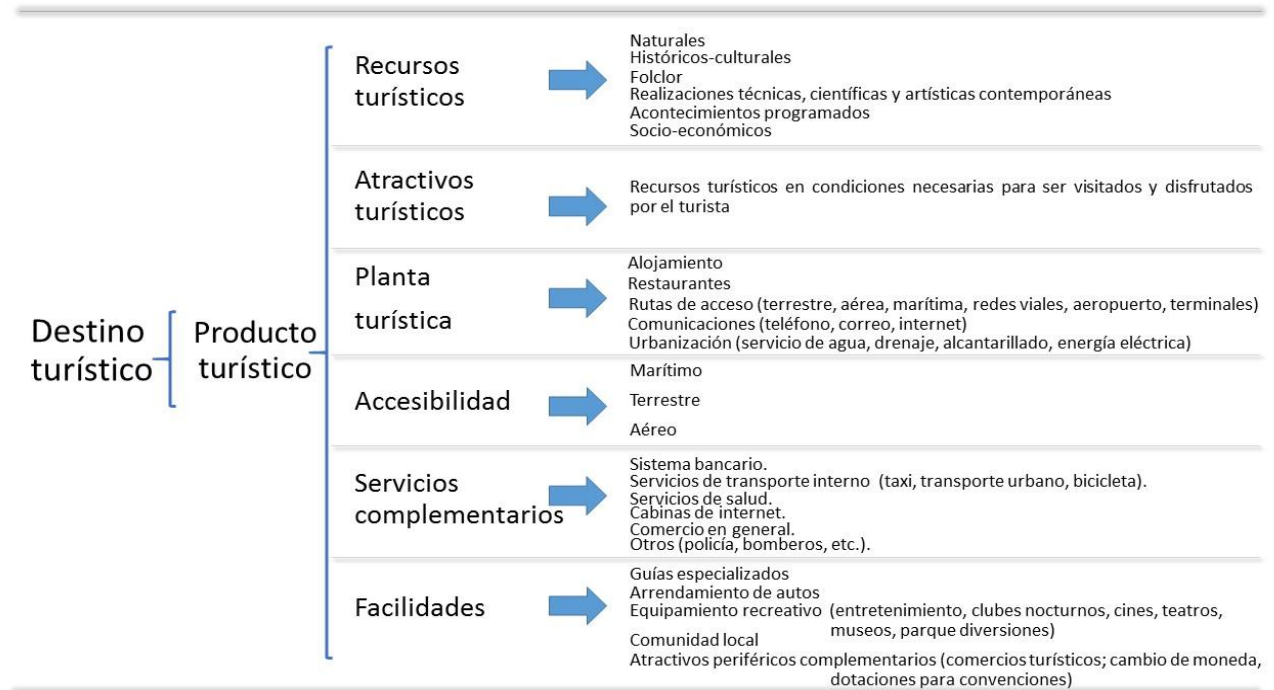 Destino
turístico
Producto
turístico
Recursos
turísticos
Naturales
Históricos-culturales
Folclor
Realizaciones técnicas, científicas y artísticas contemporáneas
Acontecimientos programados
Socio-económicos
Atractivos
turísticos
Recursos turísticos en condiciones necesarias para ser visitados y disfrutados
por el turista
Planta
turística
Alojamiento
Restaurantes
Rutas de acceso (terrestre, aérea, marítima, redes viales, aeropuerto, terminales)
Comunicaciones (teléfono, correo, internet)
Urbanización (servicio de agua, drenaje, alcantarillado, energía eléctrica)
Accesibilidad
Marítimo
Terrestre
Aéreo
Servicios
complementarios
Sistema bancario.
Servicios de transporte interno (taxi, transporte urbano, bicicleta).
Servicios de salud.
Cabinas de internet.
Comercio en general.
Otros (policía, bomberos, etc.).
Facilidades
Guías especializados
Arrendamiento de autos
Equipamiento recreativo (entretenimiento, clubes nocturnos, cines, teatros,
museos, parque diversiones)
Comunidad local
Atractivos periféricos complementarios (comercios turísticos; cambio de moneda,
dotaciones para convenciones)